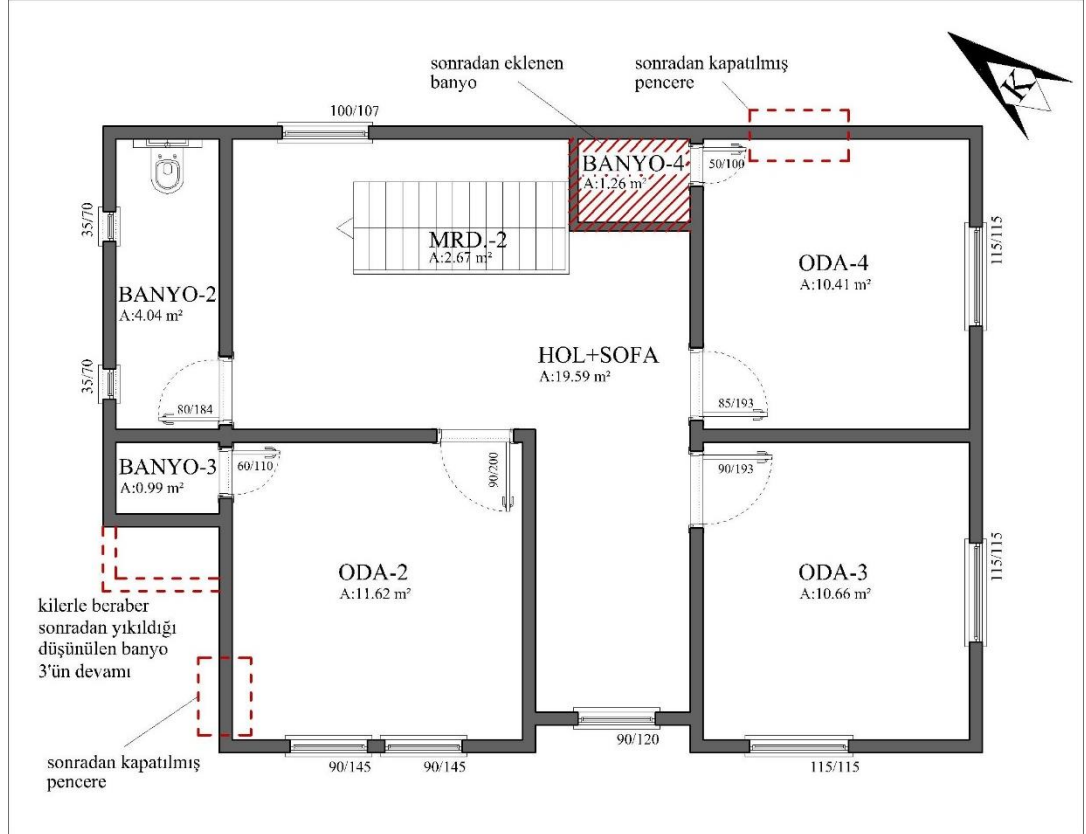 sonradan eklenen
banyo
sonradan kapatılmış
pencere
K
100/107
BANYO-4
A:1.26 m²
50/100
35/70
MRD.-2
A:2.67 m²
115/115
ODA-4
A:10.41 m²
BANYO-2
A:4.04 m²
HOL+SOFA
A:19.59 m²
35/70
80/184
85/193
BANYO-3
A:0.99 m²
60/110
90/200
90/193
ODA-2
A:11.62 m²
ODA-3
A:10.66 m²
115/115
kilerle beraber
sonradan yıkıldığı
düşünülen banyo
3'ün devamı
sonradan kapatılmış
pencere
90/145
90/145
90/120
115/115